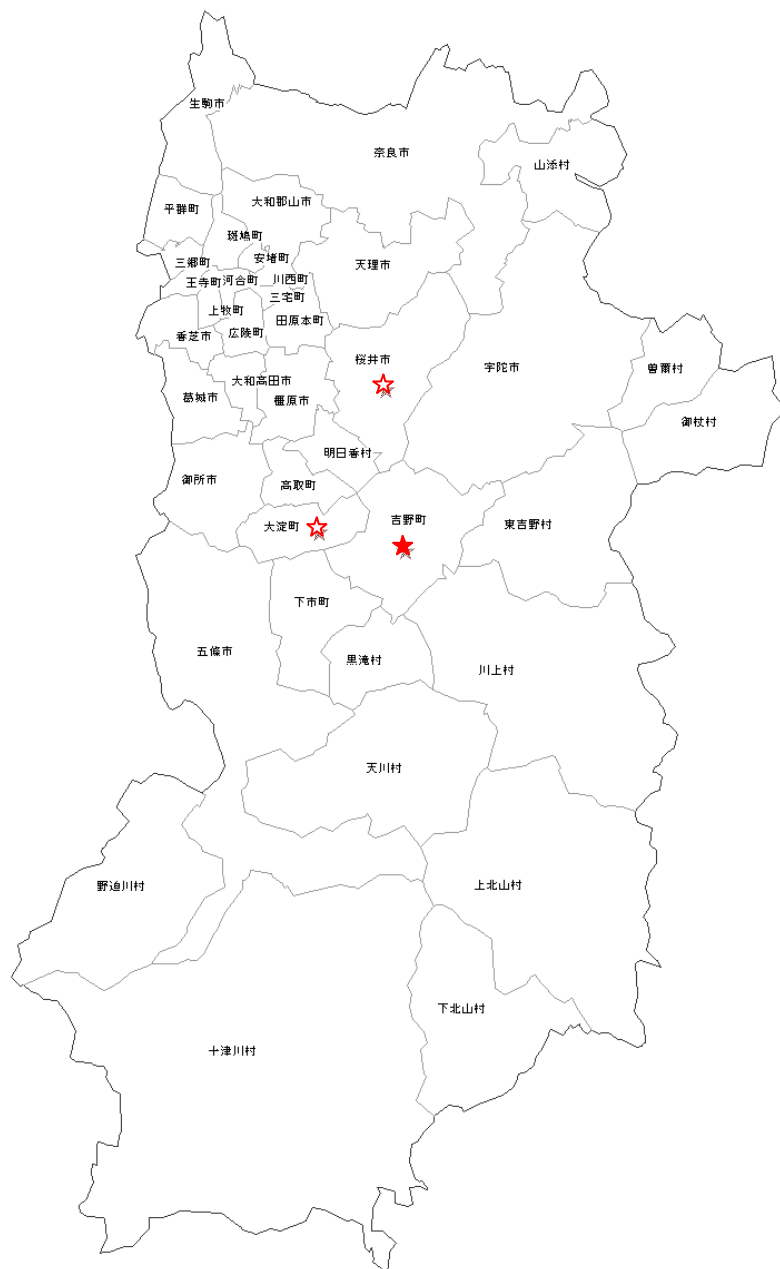 生駒市
奈良市
山添村
平群町
大和郡山市
斑鳩町
安堵町
三郷町
天理市
王寺町
河合町
川西町
三宅町
上牧町
田原本町
広陵町
香芝市
桜井市
宇陀市
曽爾村
大和高田市
葛城市
橿原市
御杖村
明日香村
御所市
高取町
大淀町
吉野町
東吉野村
下市町
五條市
黒滝村
川上村
天川村
野迫川村
上北山村
下北山村
十津川村